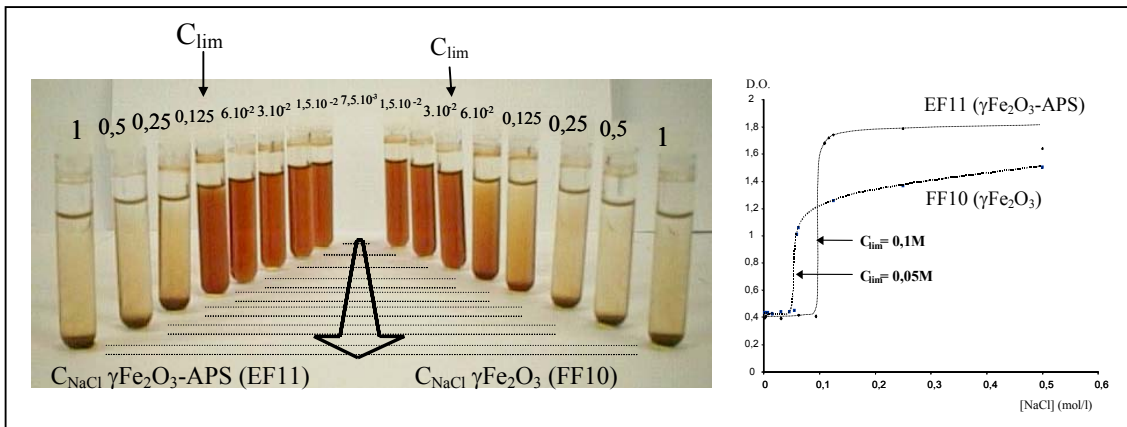 C_lim
C_lim
1 0,5 0,25 0,125 6.10⁻² 3.10⁻² 1,5.10⁻² 7,5.10⁻³ 1,5.10⁻² 3.10⁻² 6.10⁻² 0,125 0,25 0,5 1
C_NaCl γFe₂O₃-APS (EF11)
C_NaCl γFe₂O₃ (FF10)
D.O.
2
1,8
1,6
1,4
1,2
1
0,8
0,6
0,4
0,2
0
EF11 (γFe₂O₃-APS)
FF10 (γFe₂O₃)
C_lim= 0,1M
C_lim= 0,05M
0 0,1 0,2 0,3 0,4 0,5 0,6
[NaCl] (mol/l)